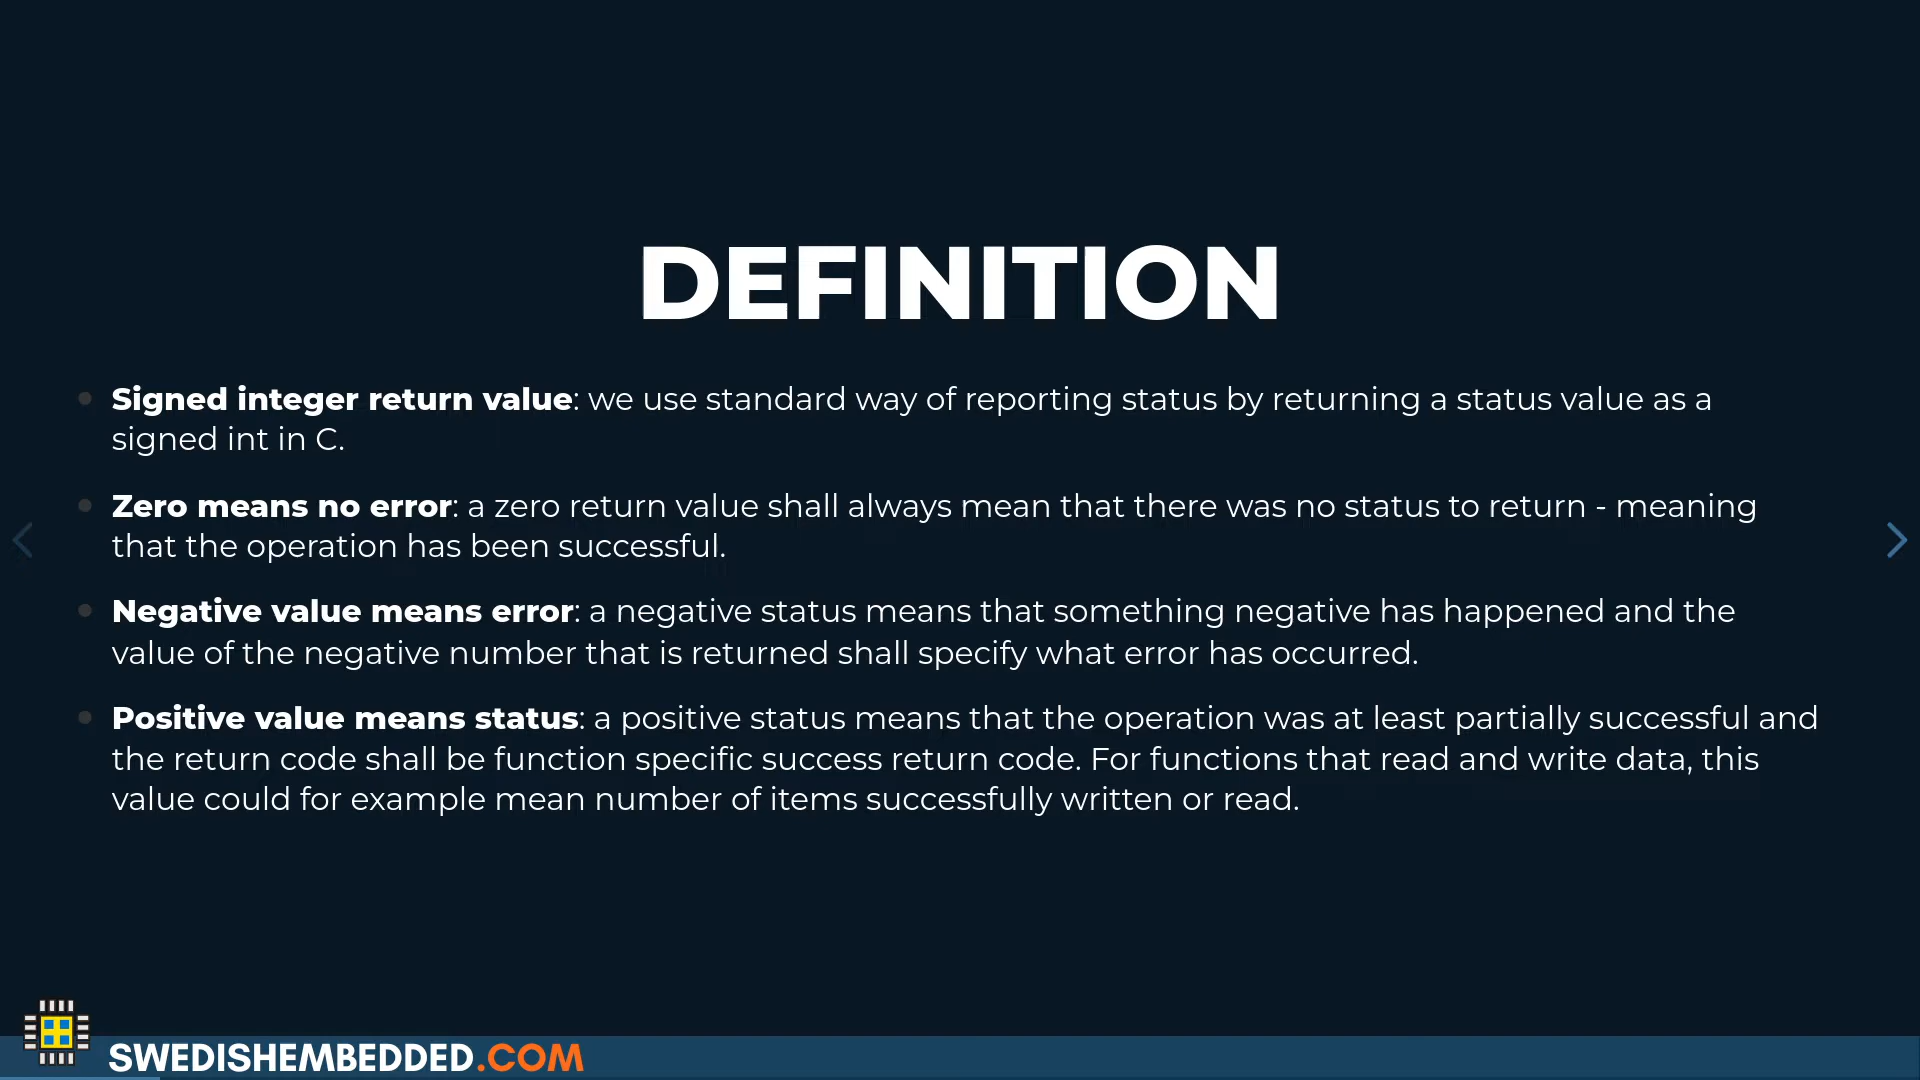 DEFINITION
Signed integer return value: we use standard way of reporting status by returning a status value as a
signed int in C.
Zero means no error: a zero return value shall always mean that there was no status to return - meaning
that the operation has been successful.
Negative value means error: a negative status means that something negative has happened and the
value of the negative number that is returned shall specify what error has occurred.
Positive value means status: a positive status means that the operation was at least partially successful and
the return code shall be function specific success return code. For functions that read and write data, this
value could for example mean number of items successfully written or read.
SWEDISHEMBEDDED.COM